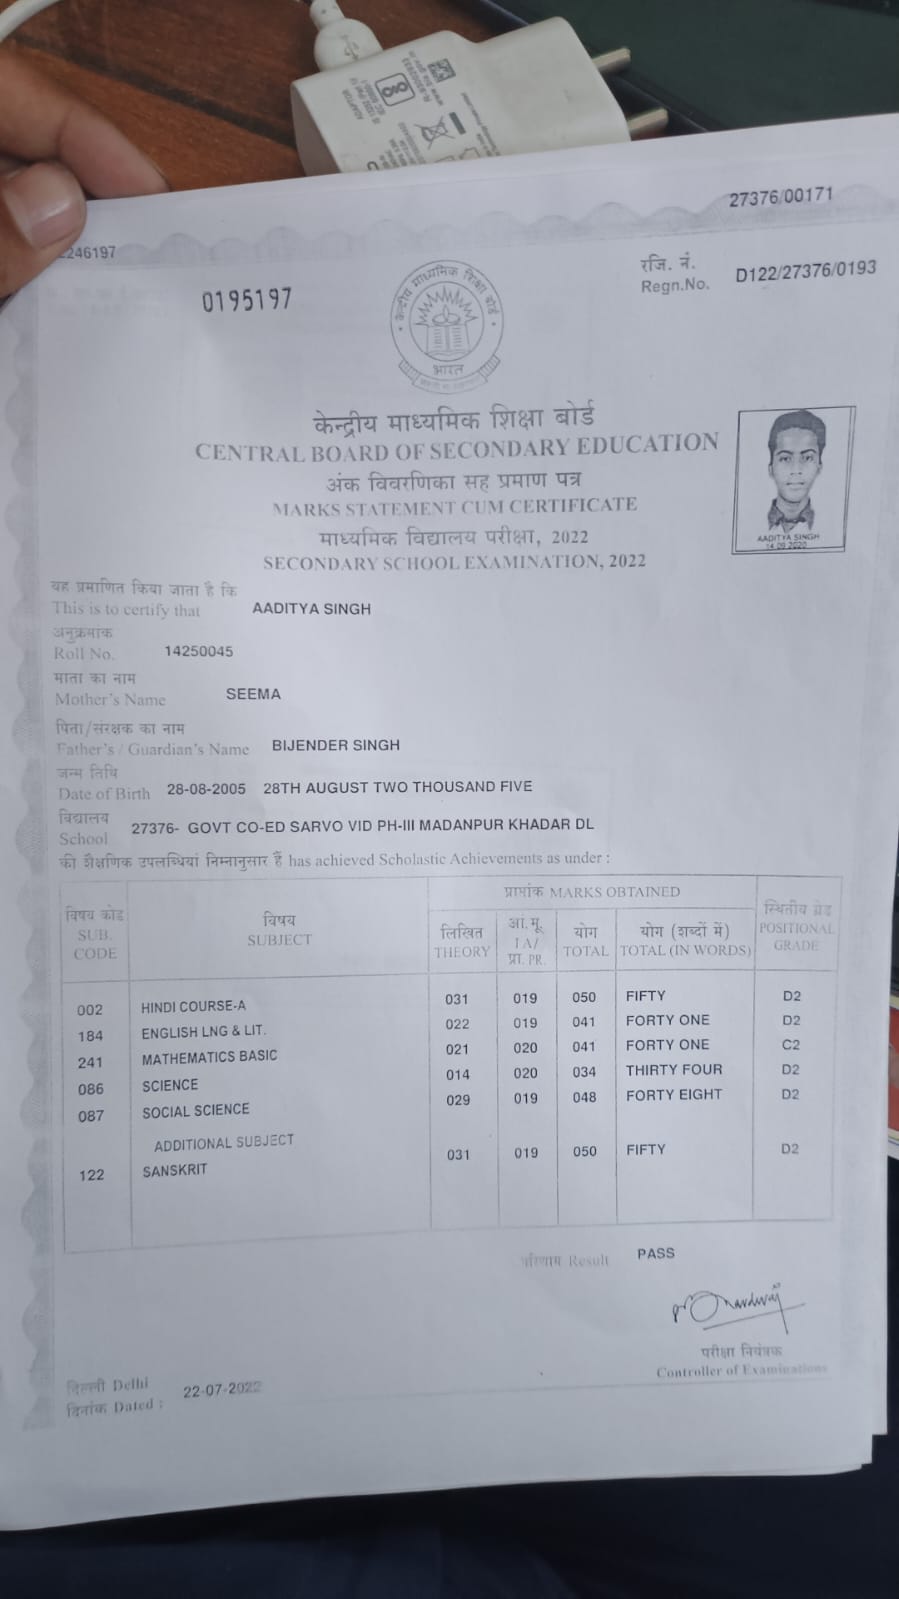 27376/00171
246197
0195197
रजि. नं.
Regn.No. D122/27376/0193
केन्द्रीय माध्यमिक शिक्षा बोर्ड
भारत
केन्द्रीय माध्यमिक शिक्षा बोर्ड
CENTRAL BOARD OF SECONDARY EDUCATION
अंक विवरणिका सह प्रमाण पत्र
MARKS STATEMENT CUM CERTIFICATE
माध्यमिक विद्यालय परीक्षा, 2022
SECONDARY SCHOOL EXAMINATION, 2022
AADITYA SINGH
14.09.2020
यह प्रमाणित किया जाता है कि
This is to certify that AADITYA SINGH
अनुक्रमांक
Roll No. 14250045
माता का नाम
Mother's Name SEEMA
पिता/संरक्षक का नाम
Father's / Guardian's Name BIJENDER SINGH
जन्म तिथि
Date of Birth 28-08-2005 28TH AUGUST TWO THOUSAND FIVE
विद्यालय
School 27376- GOVT CO-ED SARVO VID PH-III MADANPUR KHADAR DL
की शैक्षणिक उपलब्धियां निम्नानुसार हैं has achieved Scholastic Achievements as under :
प्राप्तांक MARKS OBTAINED
विषय कोड
SUB.
CODE
विषय
SUBJECT
लिखित
THEORY
आं.मू.
IA/
प्रा. PR.
योग
TOTAL
योग (शब्दों में)
TOTAL (IN WORDS)
स्थितीय ग्रेड
POSITIONAL
GRADE
002 HINDI COURSE-A 031 019 050 FIFTY D2
184 ENGLISH LNG & LIT. 022 019 041 FORTY ONE D2
241 MATHEMATICS BASIC 021 020 041 FORTY ONE C2
086 SCIENCE 014 020 034 THIRTY FOUR D2
087 SOCIAL SCIENCE 029 019 048 FORTY EIGHT D2
ADDITIONAL SUBJECT
122 SANSKRIT 031 019 050 FIFTY D2
परिणाम Result PASS
परीक्षा नियंत्रक
Controller of Examinations
दिल्ली Delhi
दिनांक Dated : 22-07-2022